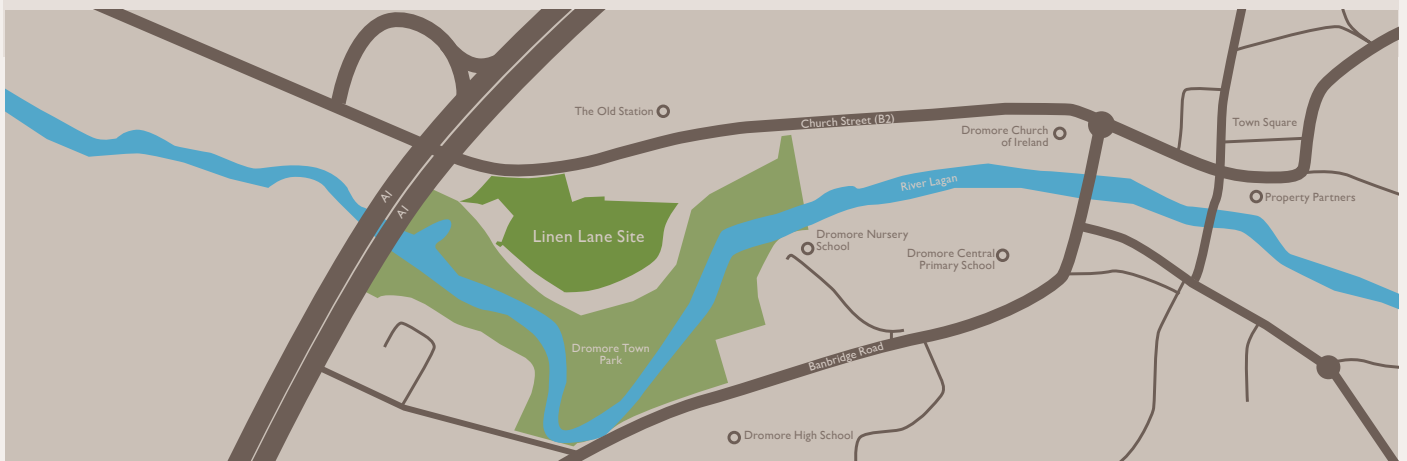 The Old Station
Church Street (B2)
Dromore Church
of Ireland
Town Square
A1
A1
River Lagan
Property Partners
Linen Lane Site
Dromore Nursery
School
Dromore Central
Primary School
Dromore Town
Park
Banbridge Road
Dromore High School